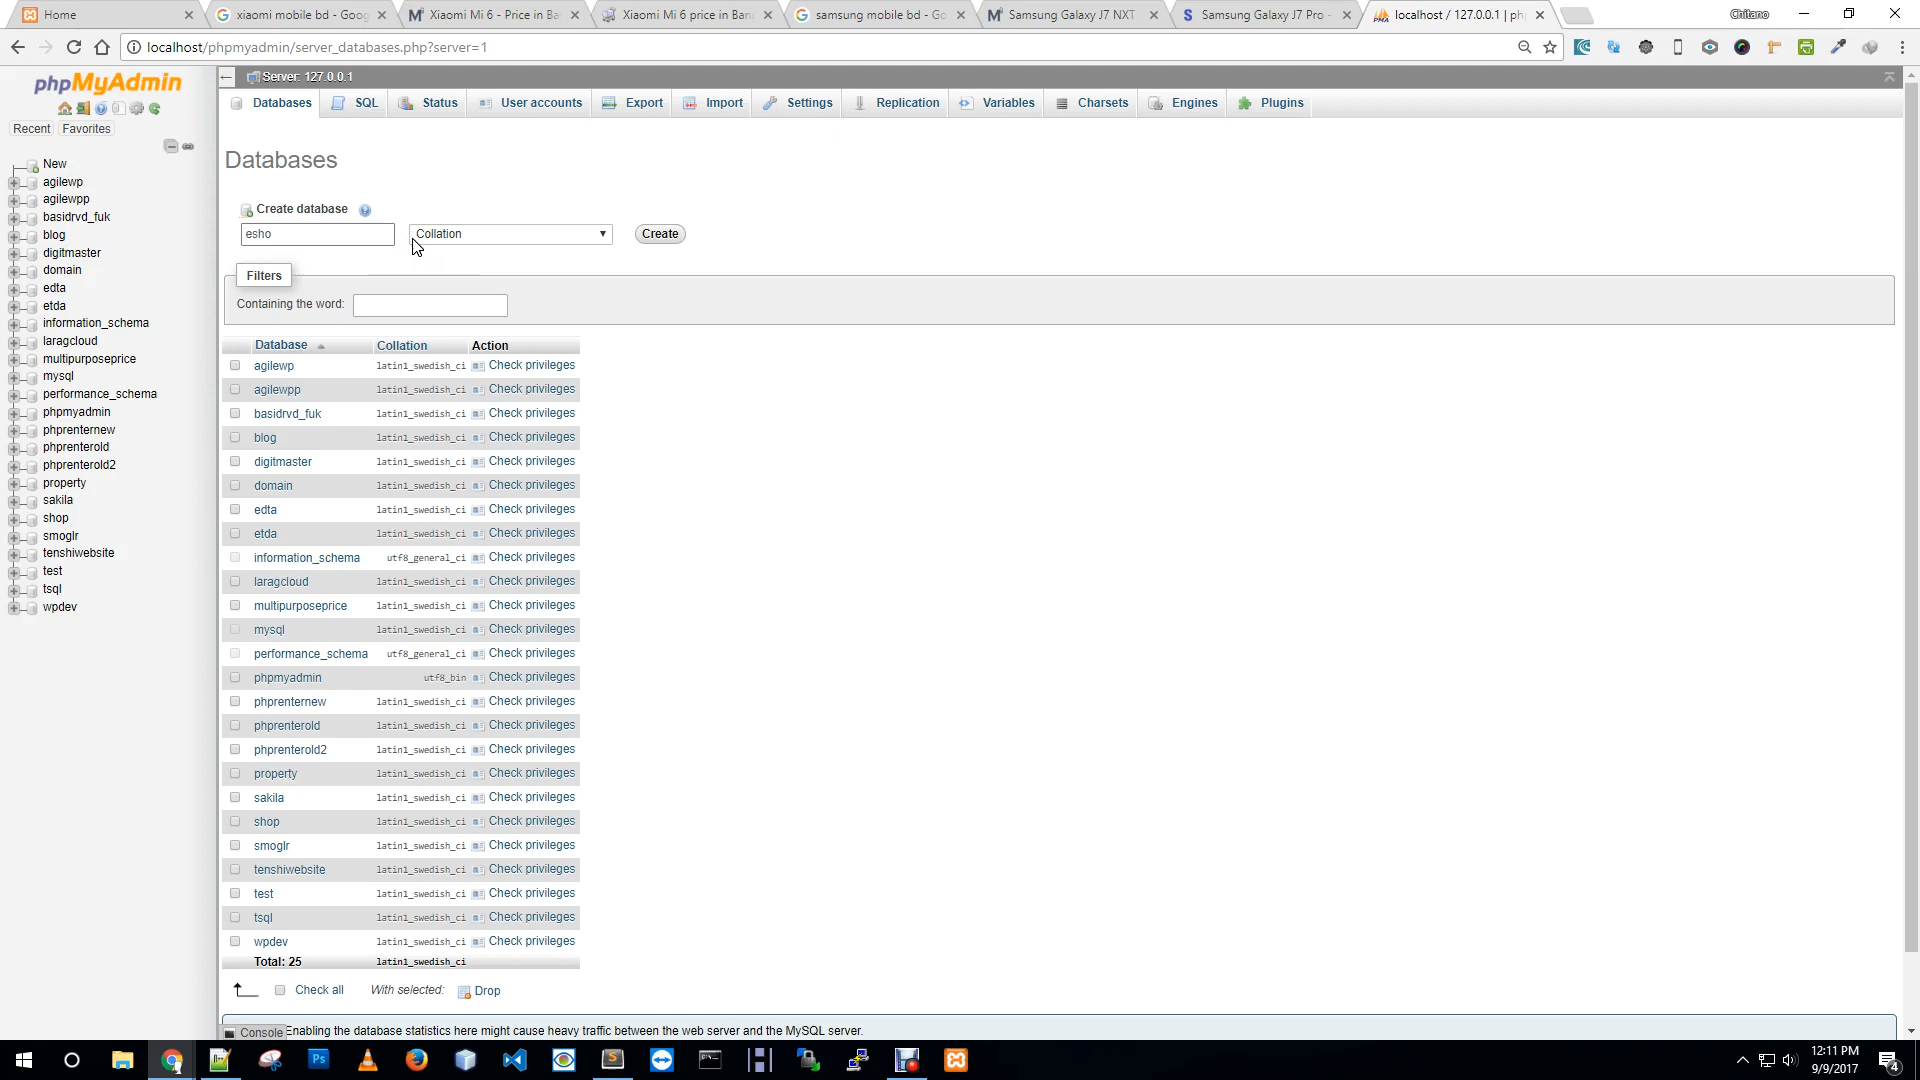 Home
xiaomi mobile bd - Goog
Xiaomi Mi 6 - Price in Ba
Xiaomi Mi 6 price in Ban
samsung mobile bd - Go
Samsung Galaxy J7 NXT
Samsung Galaxy J7 Pro -
localhost / 127.0.0.1 | ph
Chitano
localhost/phpmyadmin/server_databases.php?server=1
phpMyAdmin
Recent
Favorites
New
agilewp
agilewpp
basidrvd_fuk
blog
digitmaster
domain
edta
etda
information_schema
laragcloud
multipurposeprice
mysql
performance_schema
phpmyadmin
phprenternew
phprenterold
phprenterold2
property
sakila
shop
smoglr
tenshiwebsite
test
tsql
wpdev
Server: 127.0.0.1
Databases
SQL
Status
User accounts
Export
Import
Settings
Replication
Variables
Charsets
Engines
Plugins
Databases
Create database
esho
Collation
Create
Filters
Containing the word:
Database Collation Action
agilewp latin1_swedish_ci Check privileges
agilewpp latin1_swedish_ci Check privileges
basidrvd_fuk latin1_swedish_ci Check privileges
blog latin1_swedish_ci Check privileges
digitmaster latin1_swedish_ci Check privileges
domain latin1_swedish_ci Check privileges
edta latin1_swedish_ci Check privileges
etda latin1_swedish_ci Check privileges
information_schema utf8_general_ci Check privileges
laragcloud latin1_swedish_ci Check privileges
multipurposeprice latin1_swedish_ci Check privileges
mysql latin1_swedish_ci Check privileges
performance_schema utf8_general_ci Check privileges
phpmyadmin utf8_bin Check privileges
phprenternew latin1_swedish_ci Check privileges
phprenterold latin1_swedish_ci Check privileges
phprenterold2 latin1_swedish_ci Check privileges
property latin1_swedish_ci Check privileges
sakila latin1_swedish_ci Check privileges
shop latin1_swedish_ci Check privileges
smoglr latin1_swedish_ci Check privileges
tenshiwebsite latin1_swedish_ci Check privileges
test latin1_swedish_ci Check privileges
tsql latin1_swedish_ci Check privileges
wpdev latin1_swedish_ci Check privileges
Total: 25 latin1_swedish_ci
Check all With selected: Drop
Console
Enabling the database statistics here might cause heavy traffic between the web server and the MySQL server.
12:11 PM
9/9/2017
4